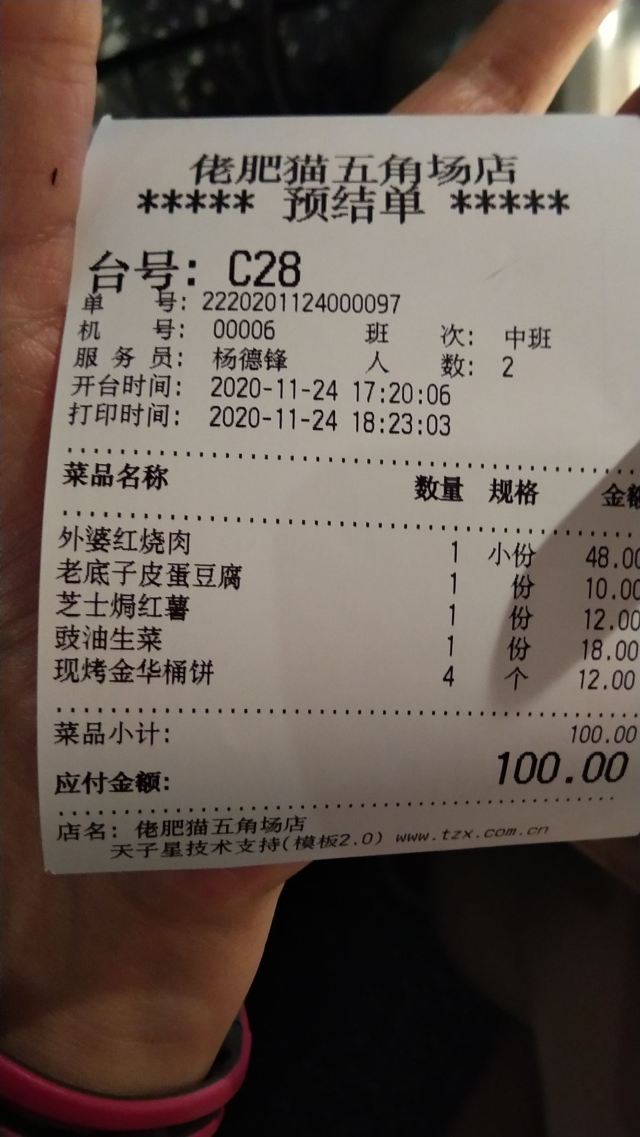 佬肥猫五角场店
***** 预结单 *****
台号: C28
单 号: 2220201124000097
机 号: 00006 班 次: 中班
服 务 员: 杨德锋 人 数: 2
开台时间: 2020-11-24 17:20:06
打印时间: 2020-11-24 18:23:03
菜品名称 数量 规格 金额
外婆红烧肉 1 小份 48.00
老底子皮蛋豆腐 1 份 10.00
芝士焗红薯 1 份 12.00
豉油生菜 1 份 18.00
现烤金华桶饼 4 个 12.00
菜品小计: 100.00
应付金额: 100.00
店名: 佬肥猫五角场店
天子星技术支持(模板2.0) www.tzx.com.cn